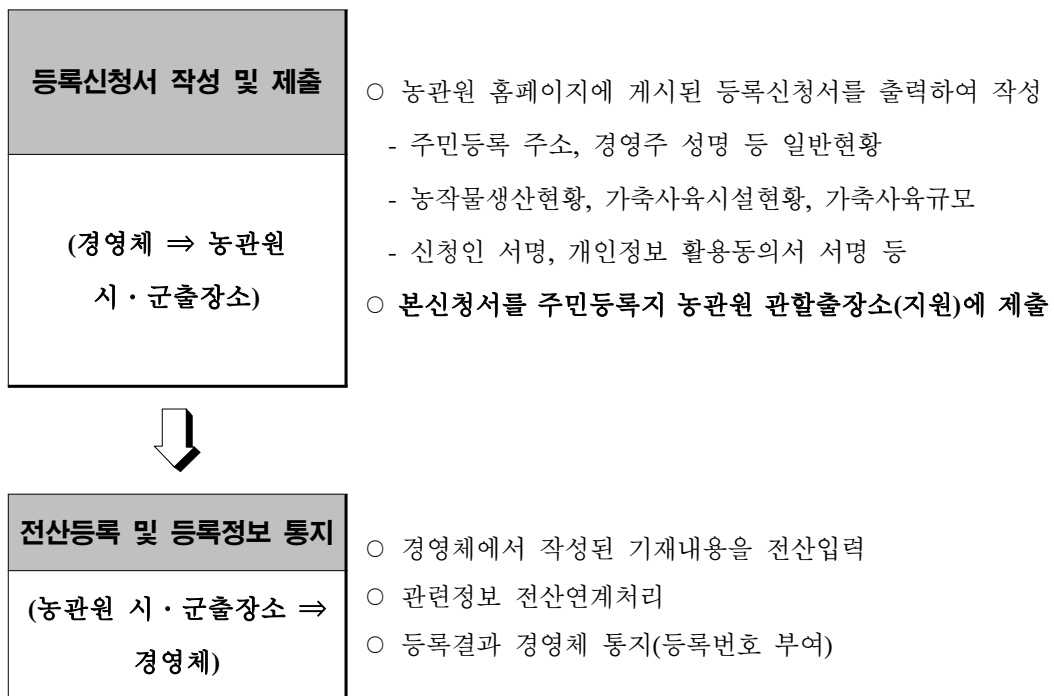 등록신청서 작성 및 제출
(경영체 ⇒ 농관원
시・군출장소)
○ 농관원 홈페이지에 게시된 등록신청서를 출력하여 작성
- 주민등록 주소, 경영주 성명 등 일반현황
- 농작물생산현황, 가축사육시설현황, 가축사육규모
- 신청인 서명, 개인정보 활용동의서 서명 등
○ 본신청서를 주민등록지 농관원 관할출장소(지원)에 제출
전산등록 및 등록정보 통지
(농관원 시・군출장소 ⇒
경영체)
○ 경영체에서 작성된 기재내용을 전산입력
○ 관련정보 전산연계처리
○ 등록결과 경영체 통지(등록번호 부여)